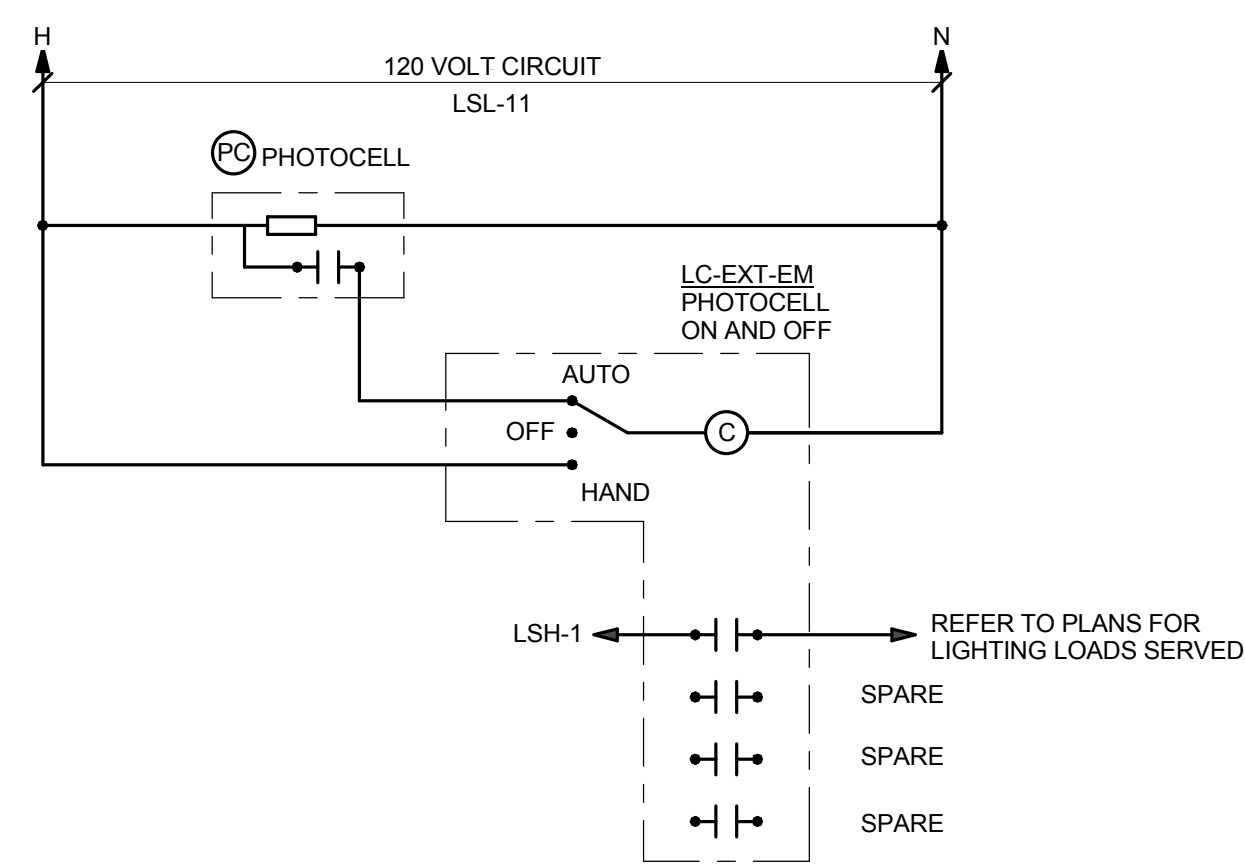 H
N
120 VOLT CIRCUIT
LSL-11
PC
PHOTOCELL
LC-EXT-EM
PHOTOCELL
ON AND OFF
AUTO
OFF
C
HAND
LSH-1
REFER TO PLANS FOR
LIGHTING LOADS SERVED
SPARE
SPARE
SPARE